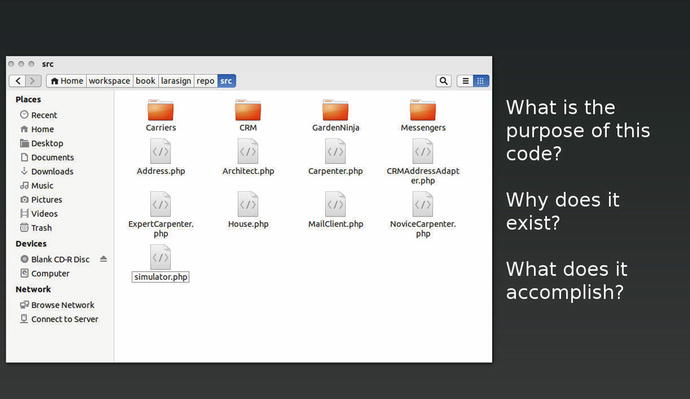 src
Home workspace book larasign repo src
Places
Recent
Home
Desktop
Documents
Downloads
Music
Pictures
Videos
Trash
Devices
Blank CD-R Disc
Computer
Network
Browse Network
Connect to Server
Carriers CRM GardenNinja Messengers
Address.php Architect.php Carpenter.php CRMAddressAdapt
er.php
ExpertCarpenter. House.php MailClient.php NoviceCarpenter.
php php
simulator.php
What is the
purpose of this
code?
Why does it
exist?
What does it
accomplish?